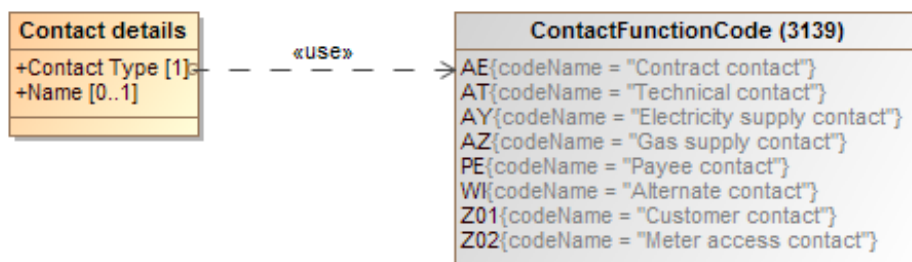 Contact details
+Contact Type [1]
+Name [0..1]
«use»
ContactFunctionCode (3139)
AE{codeName = "Contract contact"}
AT{codeName = "Technical contact"}
AY{codeName = "Electricity supply contact"}
AZ{codeName = "Gas supply contact"}
PE{codeName = "Payee contact"}
WI{codeName = "Alternate contact"}
Z01{codeName = "Customer contact"}
Z02{codeName = "Meter access contact"}